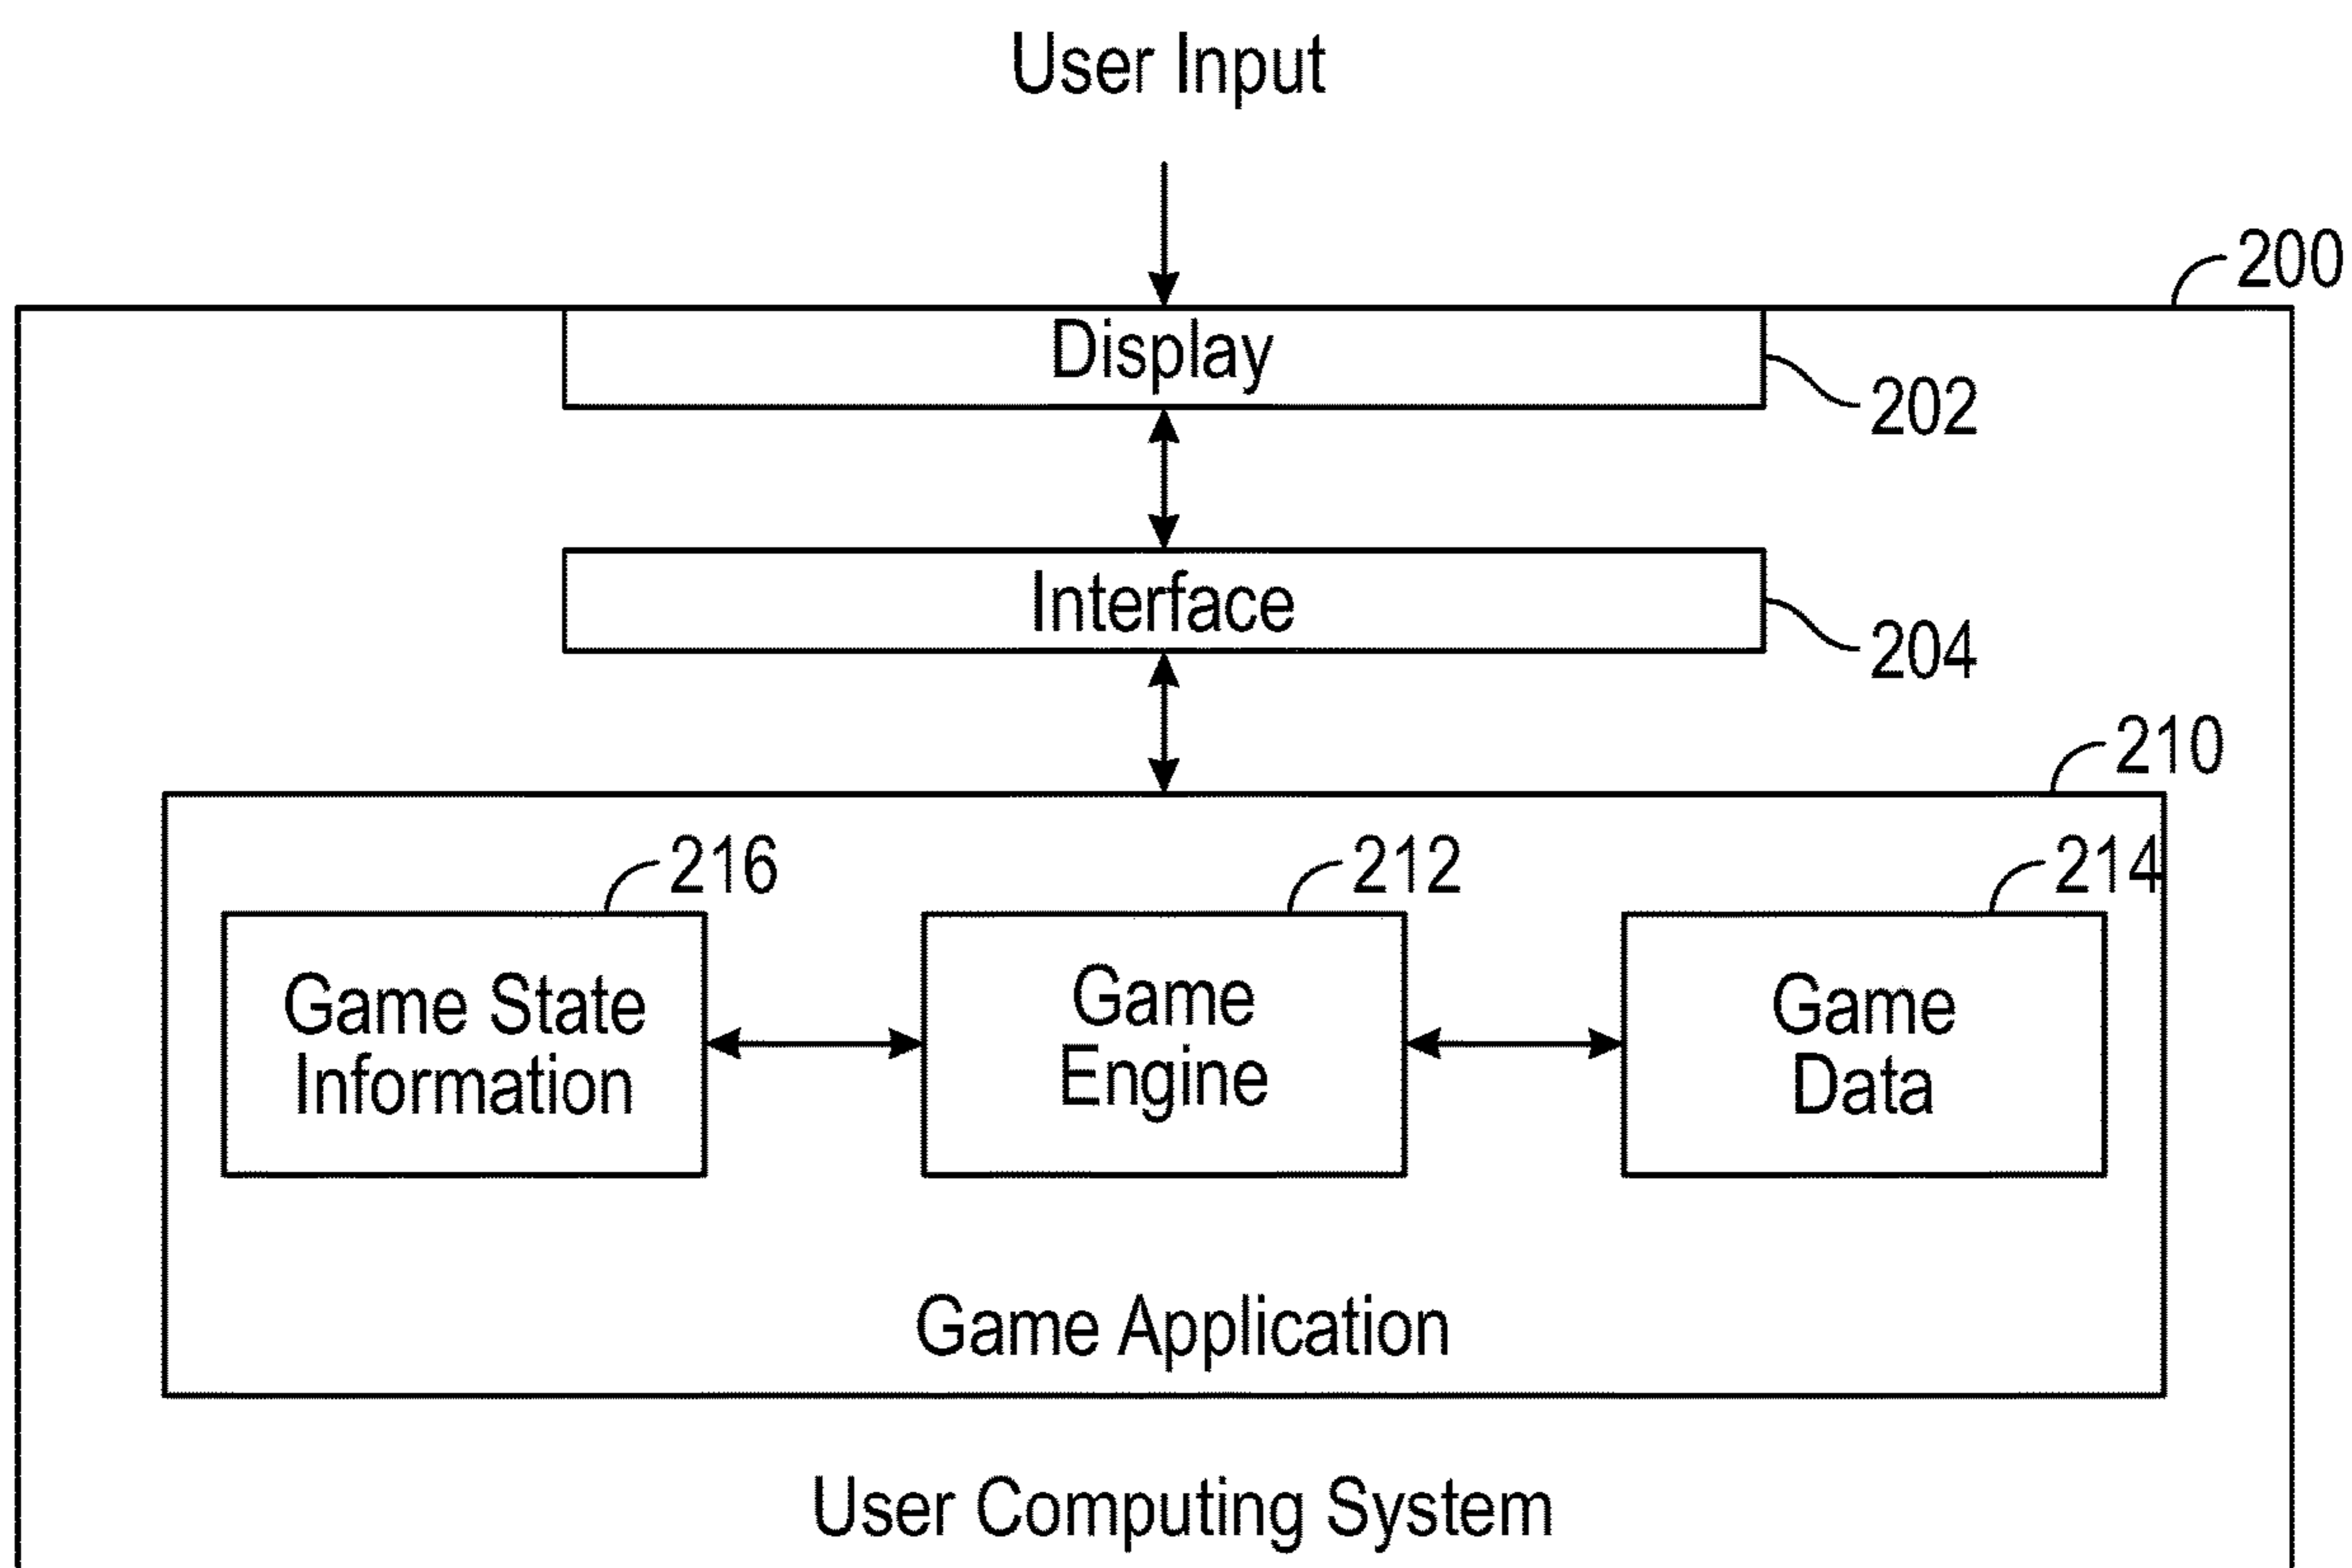 User Input
200
Display
202
Interface
204
210
216
212
214
Game State
Information
Game
Engine
Game
Data
Game Application
User Computing System